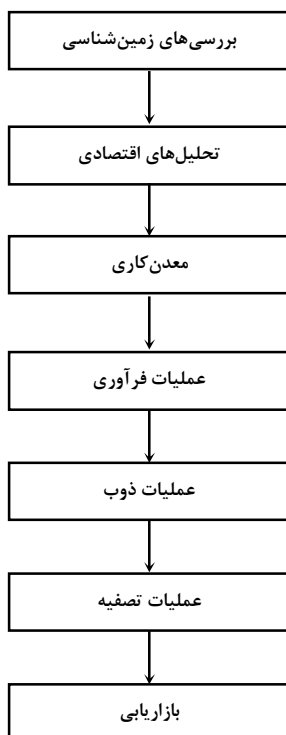 بررسی‌های زمین‌شناسی
تحلیل‌های اقتصادی
معدن‌کاری
عملیات فرآوری
عملیات ذوب
عملیات تصفیه
بازاریابی